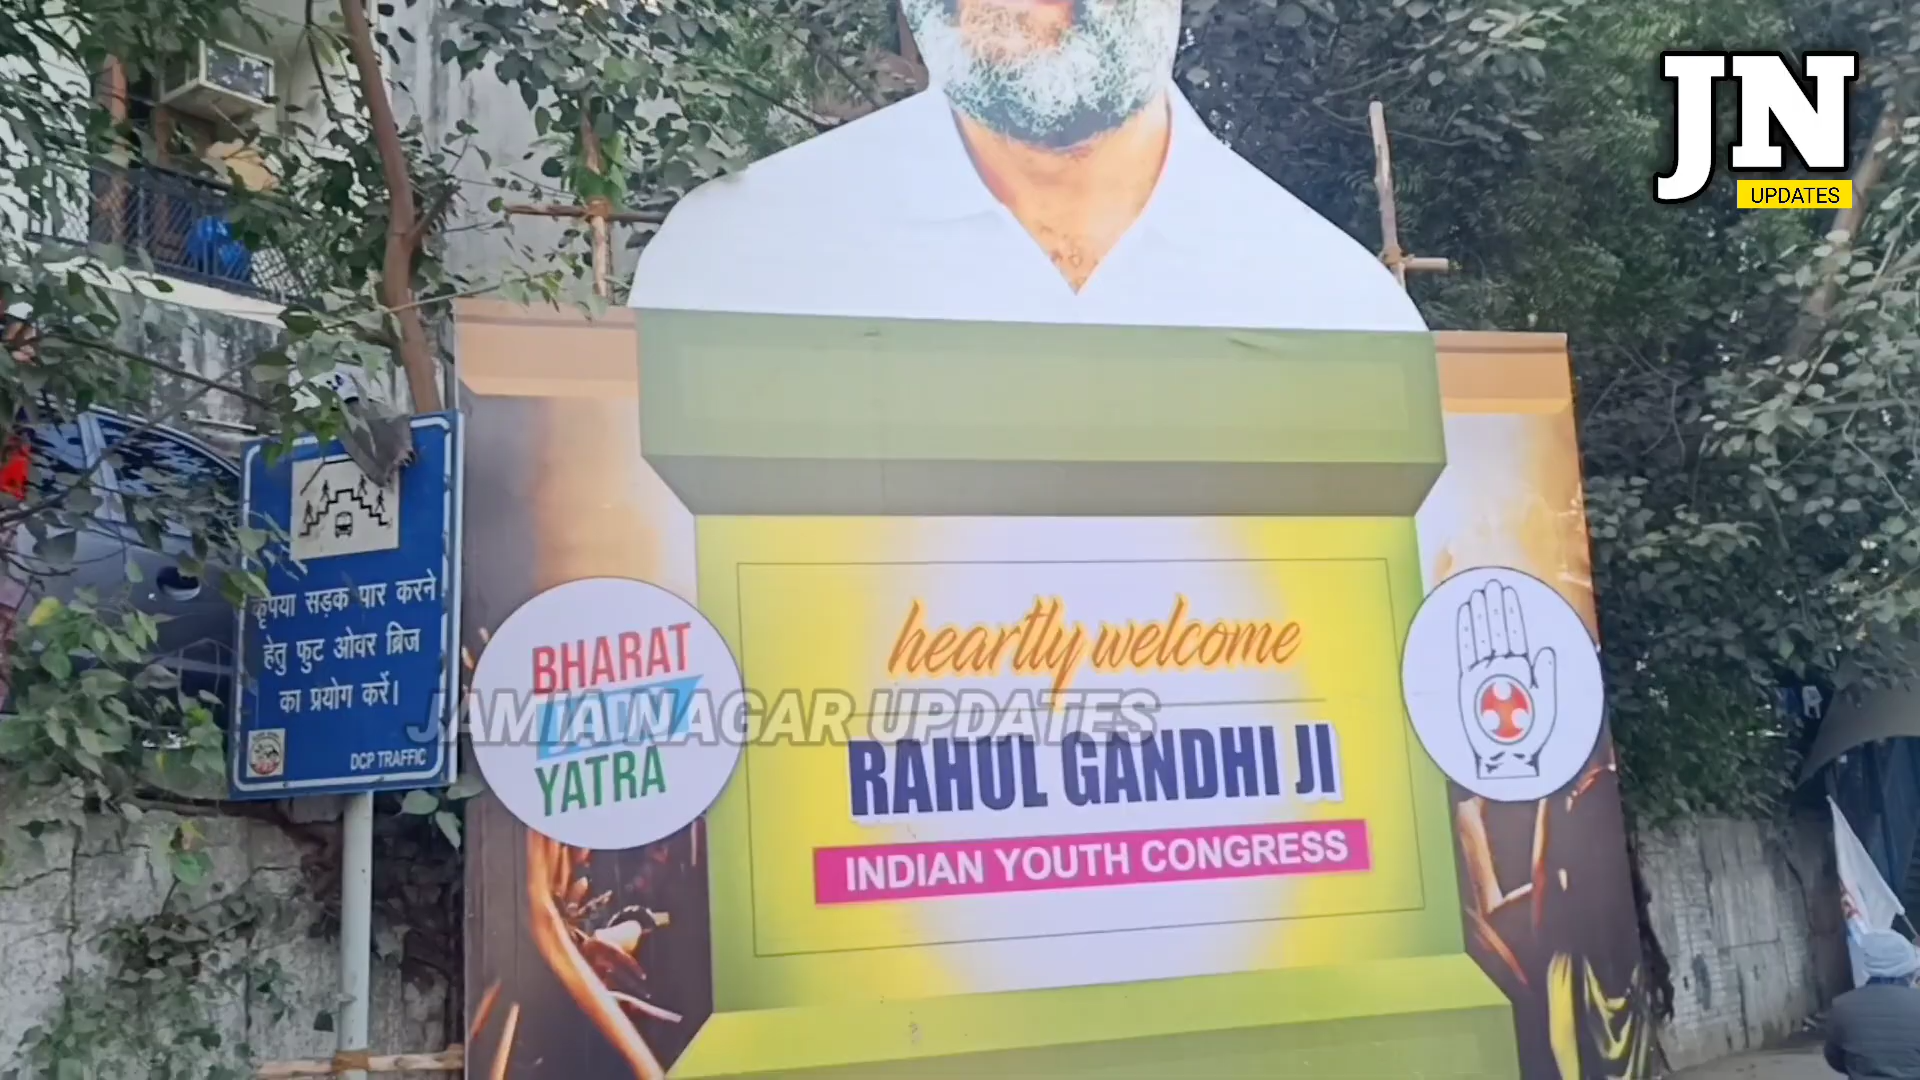 JN
UPDATES
कृपया सड़क पार करने
हेतु फुट ओवर ब्रिज
का प्रयोग करें।
DCP TRAFFIC
BHARAT
JODO
YATRA
heartly welcome
RAHUL GANDHI JI
INDIAN YOUTH CONGRESS
JAMIA NAGAR UPDATES